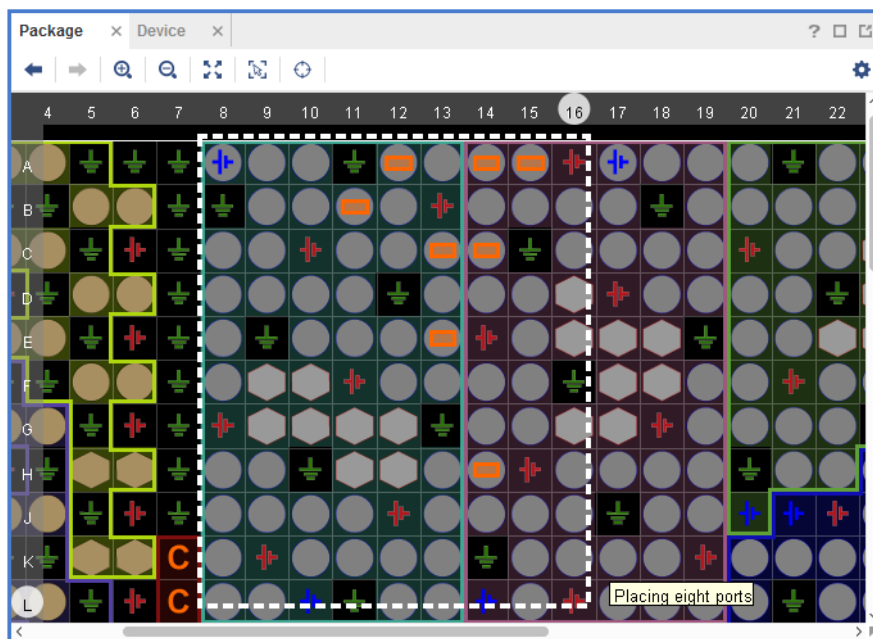 Package × Device × ?
4 5 6 7 8 9 10 11 12 13 14 15 16 17 18 19 20 21 22
A
B
C
D
E
F
G
H
J
K C
L C
Placing eight ports